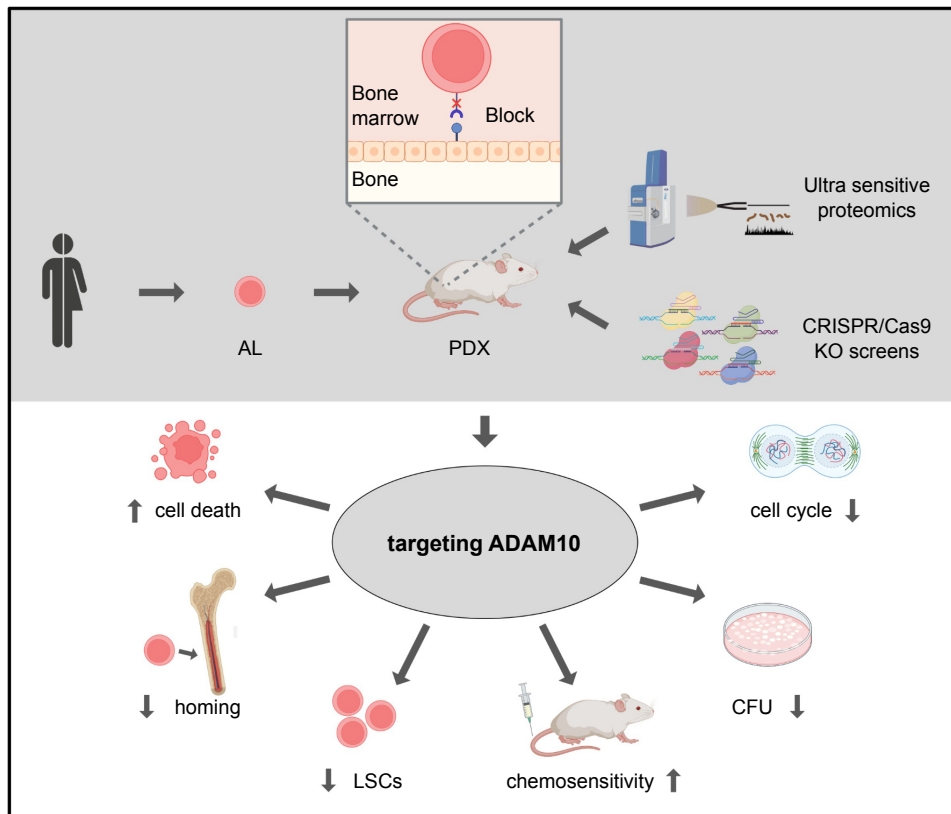 Bone
marrow
Block
Bone
Ultra sensitive
proteomics
AL
PDX
CRISPR/Cas9
KO screens
cell death
cell cycle
targeting ADAM10
homing
CFU
LSCs
chemosensitivity